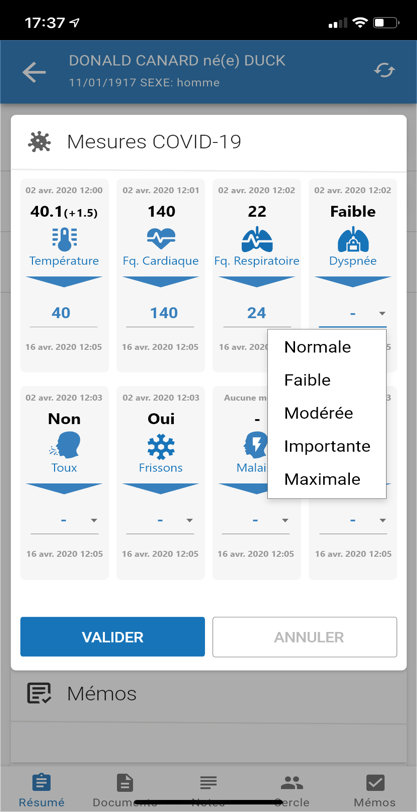 17:37
DONALD CANARD né(e) DUCK
11/01/1917 SEXE: homme
Mesures COVID-19
02 avr. 2020 12:00 02 avr. 2020 12:01 02 avr. 2020 12:02 02 avr. 2020 12:02
40.1(+1.5) 140 22 Faible
Température Fq. Cardiaque Fq. Respiratoire Dyspnée
40 140 24 -
16 avr. 2020 12:05 16 avr. 2020 12:05 16 avr. 5
Normale
Faible
Modérée
Importante
Maximale
02 avr. 2020 12:03 02 avr. 2020 12:03 Aucune m 3
Non Oui -
Toux Frissons Malai
- - - -
16 avr. 2020 12:05 16 avr. 2020 12:05 16 avr. 2020 12:05 16 avr. 2020 12:05
VALIDER ANNULER
Mémos
Résumé Documents Notes Cercle Mémos